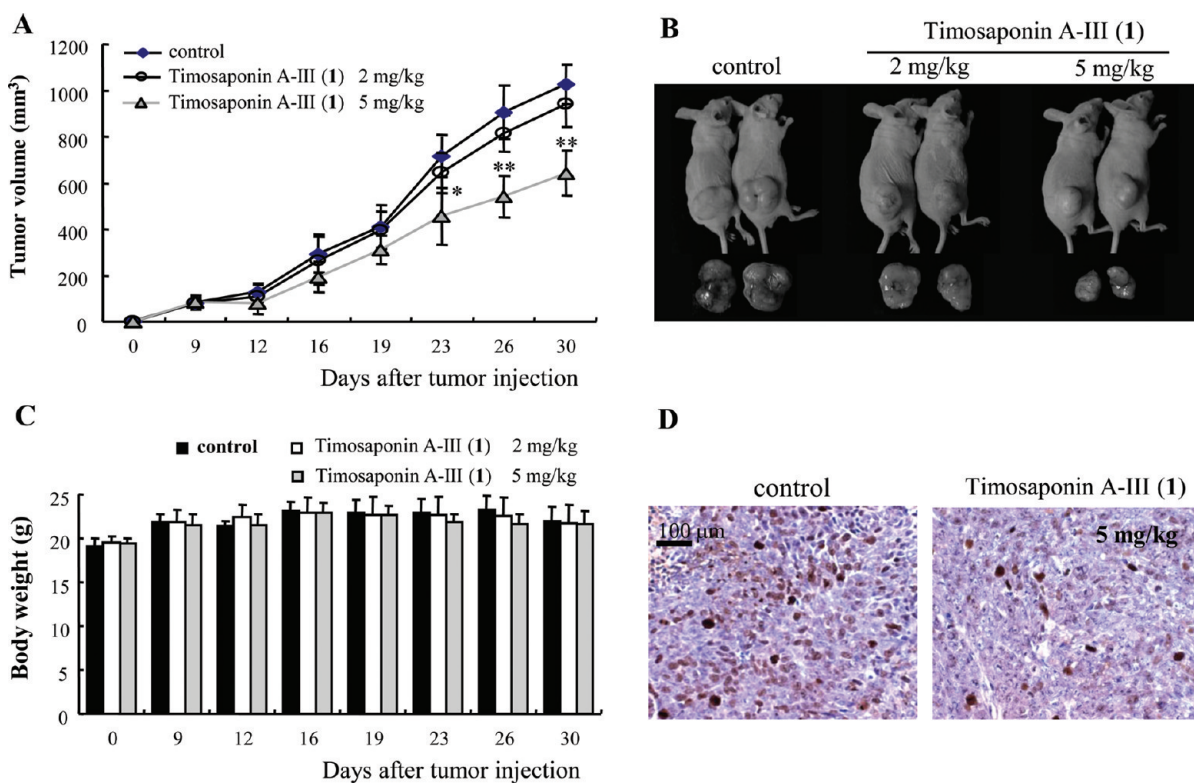 A
Tumor volume (mm³)
1200
1000
800
600
400
200
0
control
Timosaponin A-III (1) 2 mg/kg
Timosaponin A-III (1) 5 mg/kg
*
**
**
0 9 12 16 19 23 26 30
Days after tumor injection
B
Timosaponin A-III (1)
control 2 mg/kg 5 mg/kg
C
control Timosaponin A-III (1) 2 mg/kg
Timosaponin A-III (1) 5 mg/kg
Body weight (g)
25
20
15
10
5
0
0 9 12 16 19 23 26 30
Days after tumor injection
D
control Timosaponin A-III (1)
100 μm
5 mg/kg